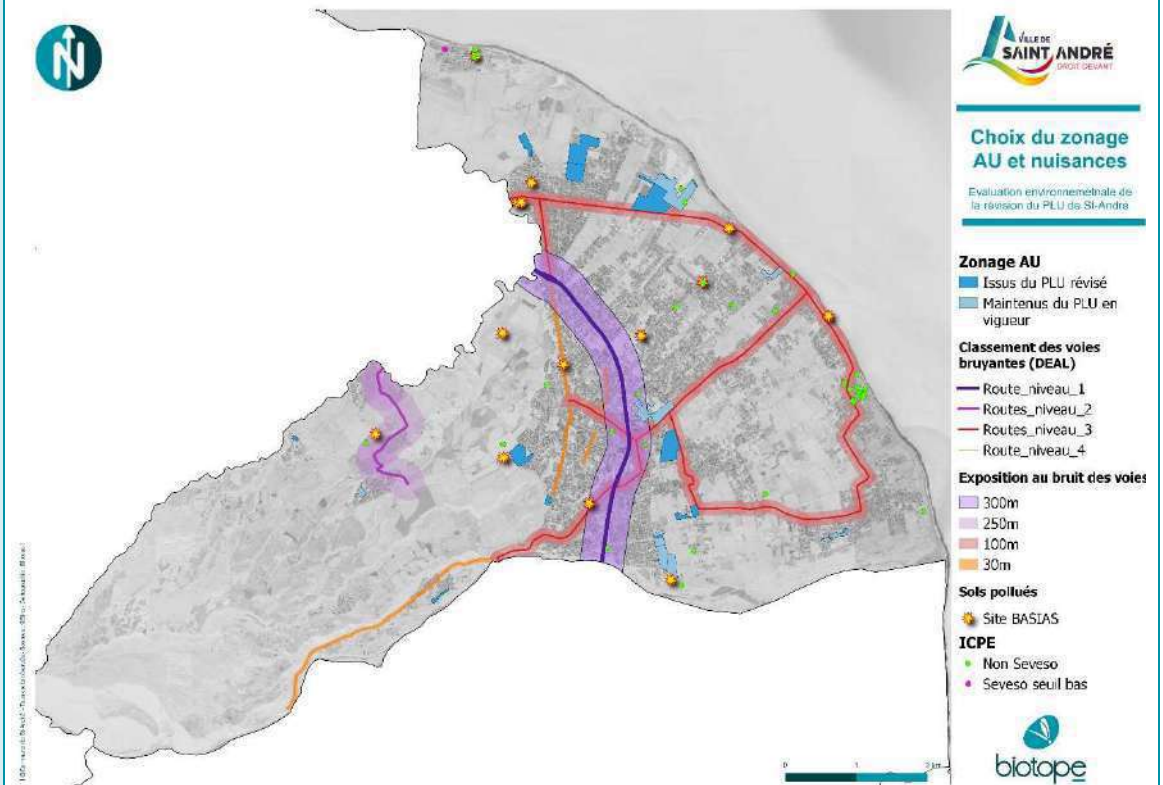 N
VILLE DE
SAINT ANDRÉ
DROIT DEVANT
Choix du zonage
AU et nuisances
Evaluation environnemetnale de
la révision du PLU de St-André
Zonage AU
Issus du PLU révisé
Maintenus du PLU en
vigueur
Classement des voies
bruyantes (DEAL)
Route_niveau_1
Routes_niveau_2
Routes_niveau_3
Route_niveau_4
Exposition au bruit des voies
300m
250m
100m
30m
Sols pollués
Site BASIAS
ICPE
Non Seveso
Seveso seuil bas
0 1 2 km
biotope